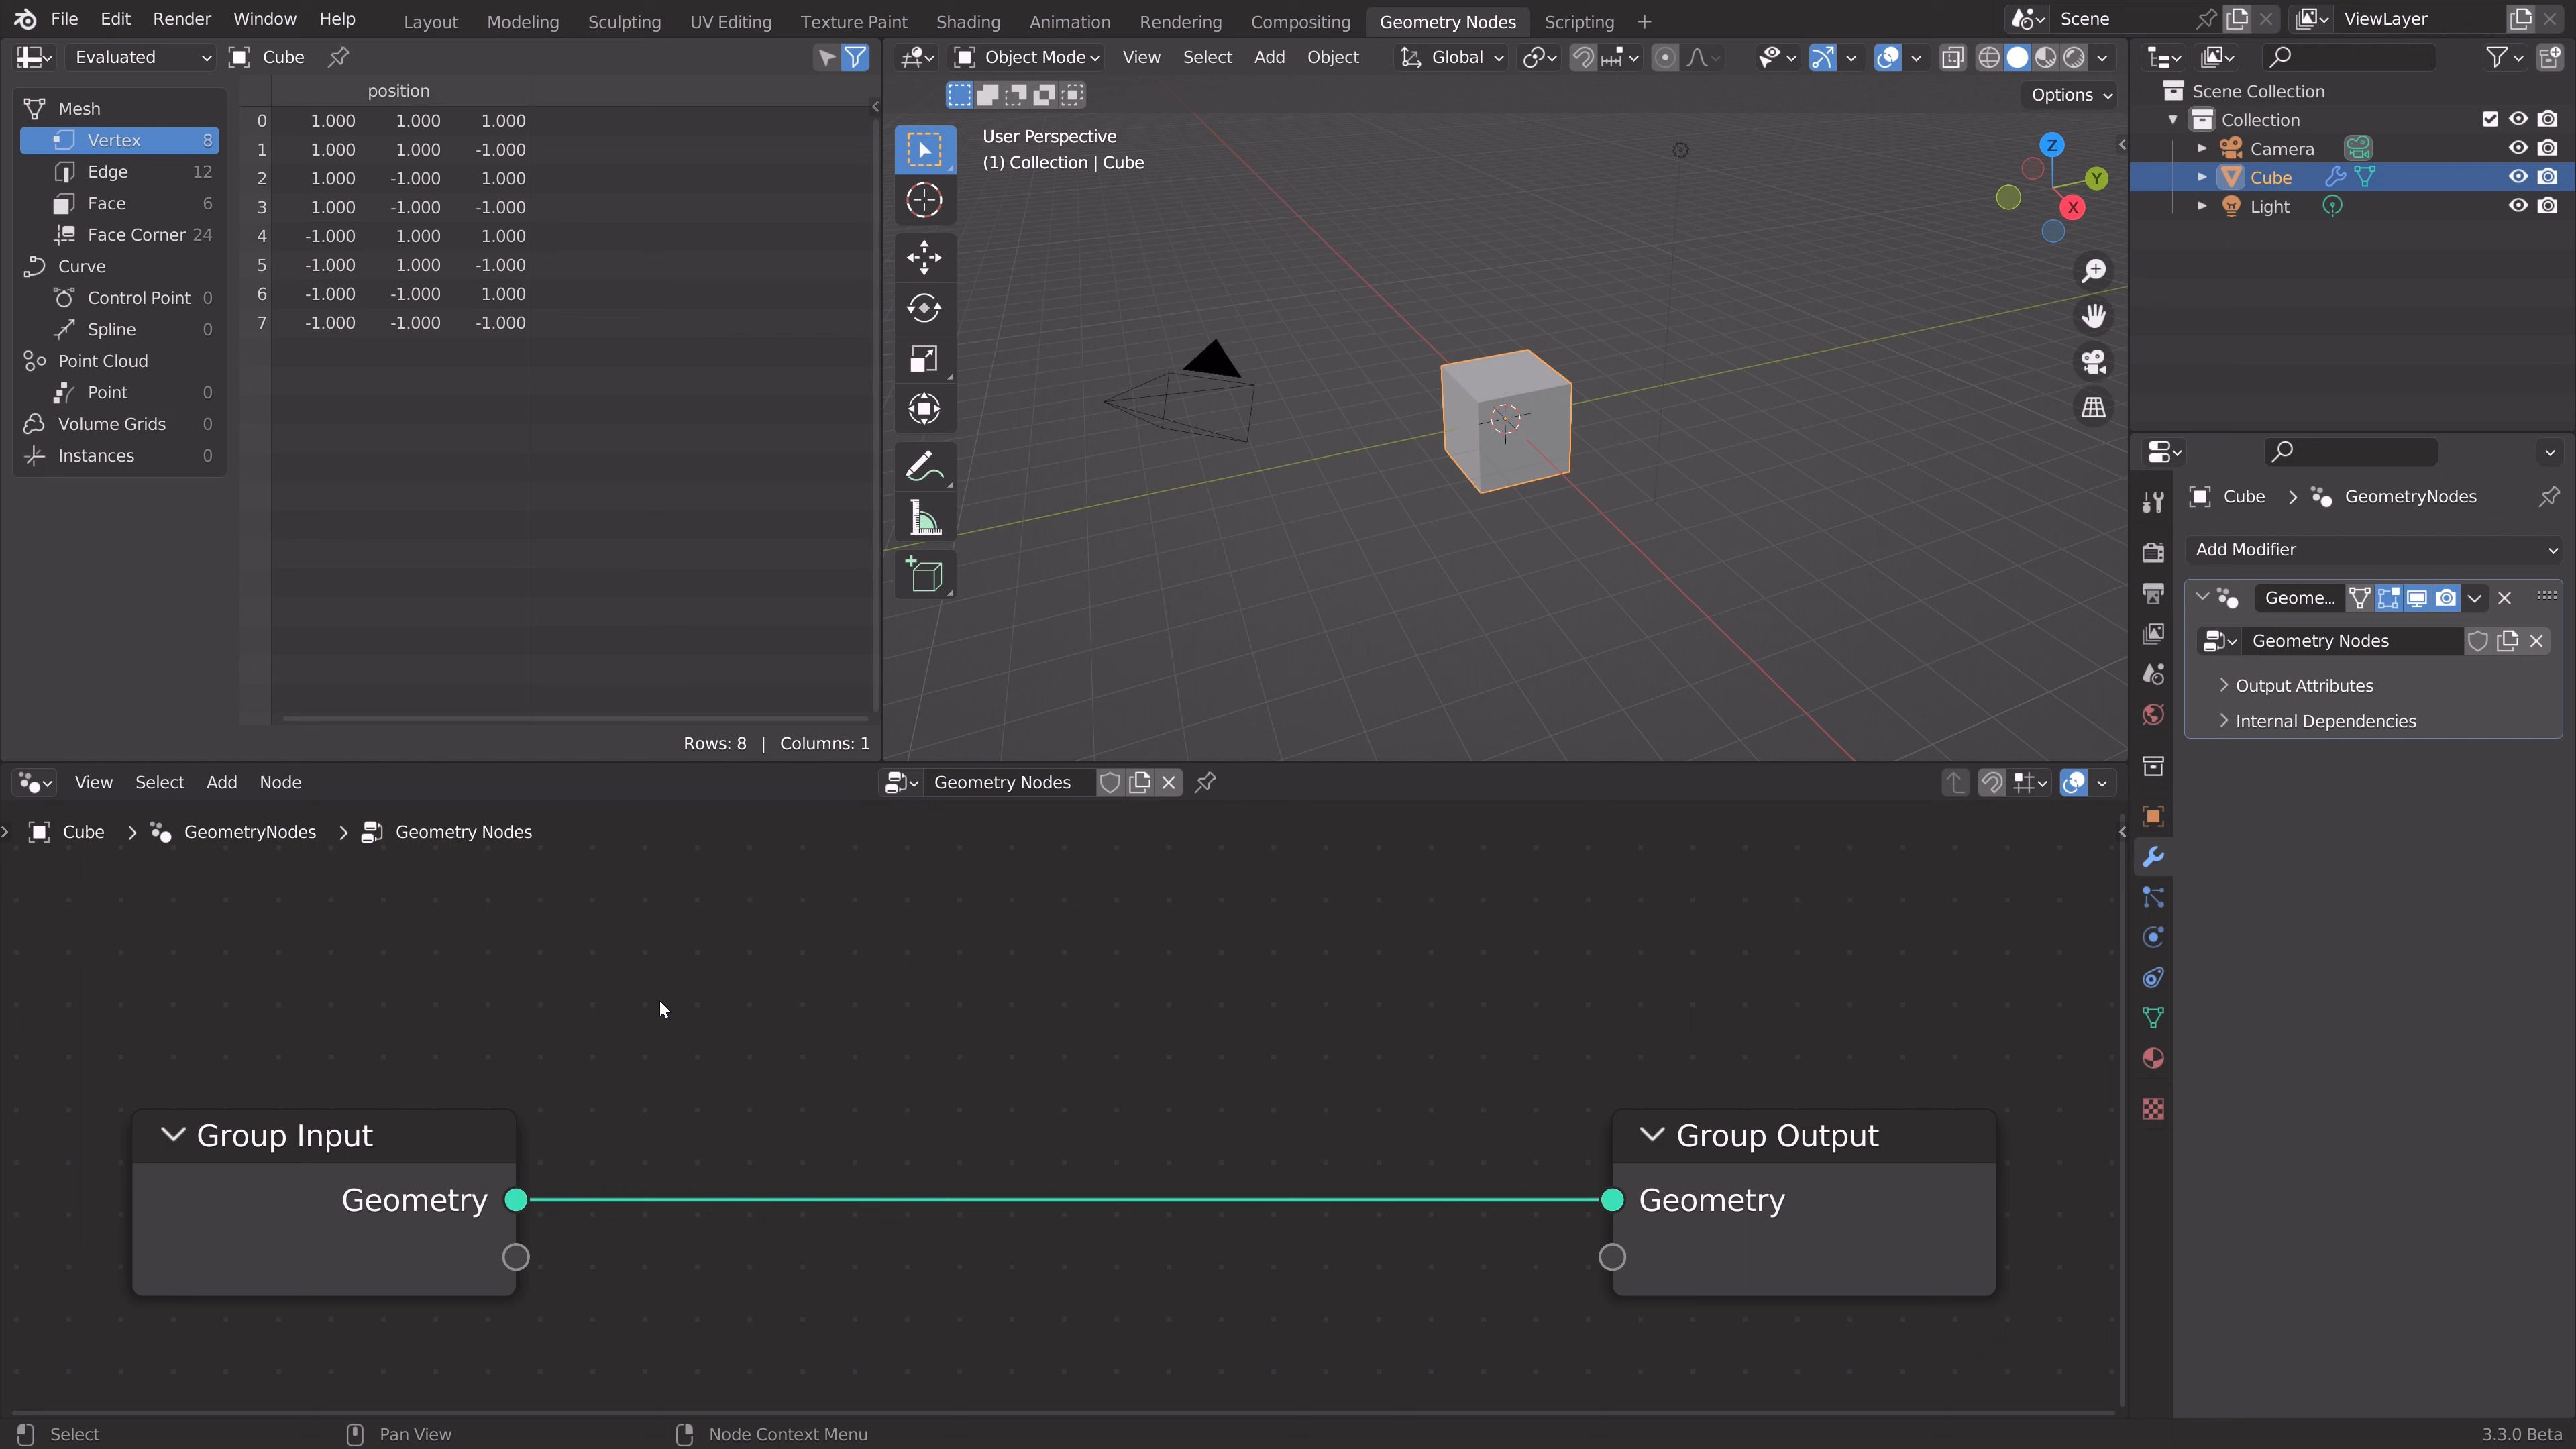 File Edit Render Window Help Layout Modeling Sculpting UV Editing Texture Paint Shading Animation Rendering Compositing Geometry Nodes Scripting + Scene ViewLayer
Evaluated Cube
position
Mesh
Vertex 8
Edge 12
Face 6
Face Corner 24
Curve
Control Point 0
Spline 0
Point Cloud
Point 0
Volume Grids 0
Instances 0
0 1.000 1.000 1.000
1 1.000 1.000 -1.000
2 1.000 -1.000 1.000
3 1.000 -1.000 -1.000
4 -1.000 1.000 1.000
5 -1.000 1.000 -1.000
6 -1.000 -1.000 1.000
7 -1.000 -1.000 -1.000
Rows: 8 | Columns: 1
Object Mode View Select Add Object Global
Options
User Perspective
(1) Collection | Cube
Z
Y
X
Scene Collection
Collection
Camera
Cube
Light
Cube > GeometryNodes
Add Modifier
Geome...
Geometry Nodes
Output Attributes
Internal Dependencies
View Select Add Node Geometry Nodes
Cube > GeometryNodes > Geometry Nodes
Group Input
Geometry
Group Output
Geometry
Select Pan View Node Context Menu 3.3.0 Beta